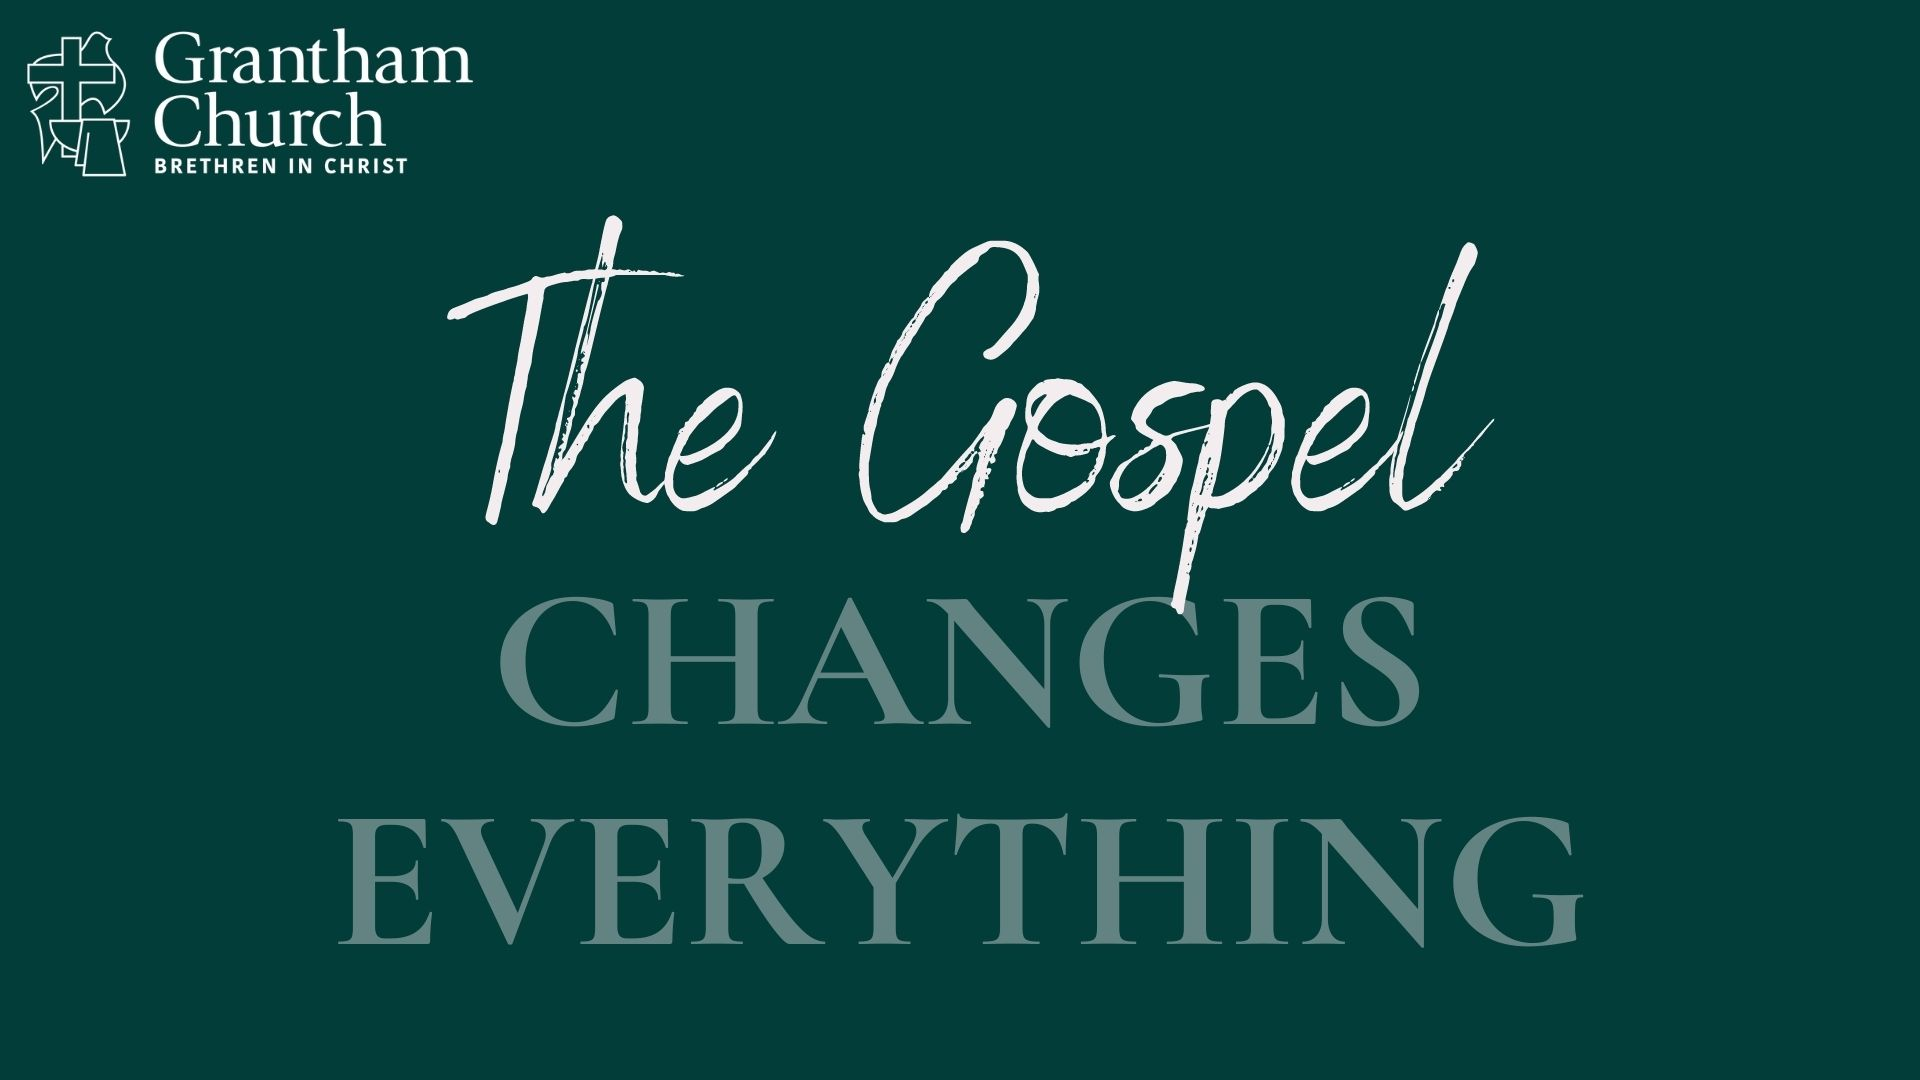 Grantham
Church
BRETHREN IN CHRIST
The Gospel
CHANGES
EVERYTHING